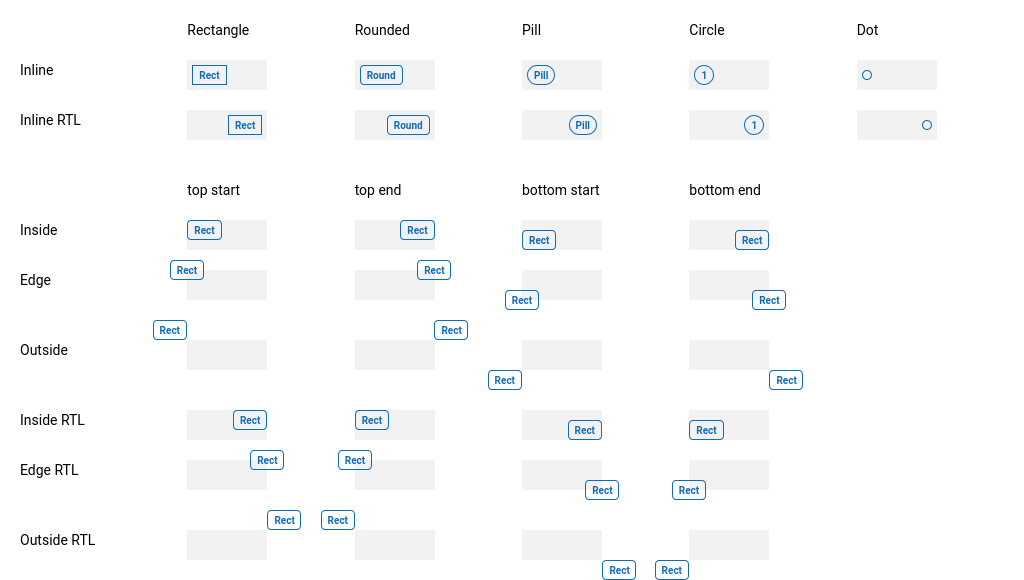 Rectangle Rounded Pill Circle Dot
Inline Rect Round Pill 1
Inline RTL Rect Round Pill 1
top start top end bottom start bottom end
Inside Rect Rect Rect Rect
Edge Rect Rect Rect Rect
Outside Rect Rect Rect Rect
Inside RTL Rect Rect Rect Rect
Edge RTL Rect Rect Rect Rect
Outside RTL Rect Rect Rect Rect